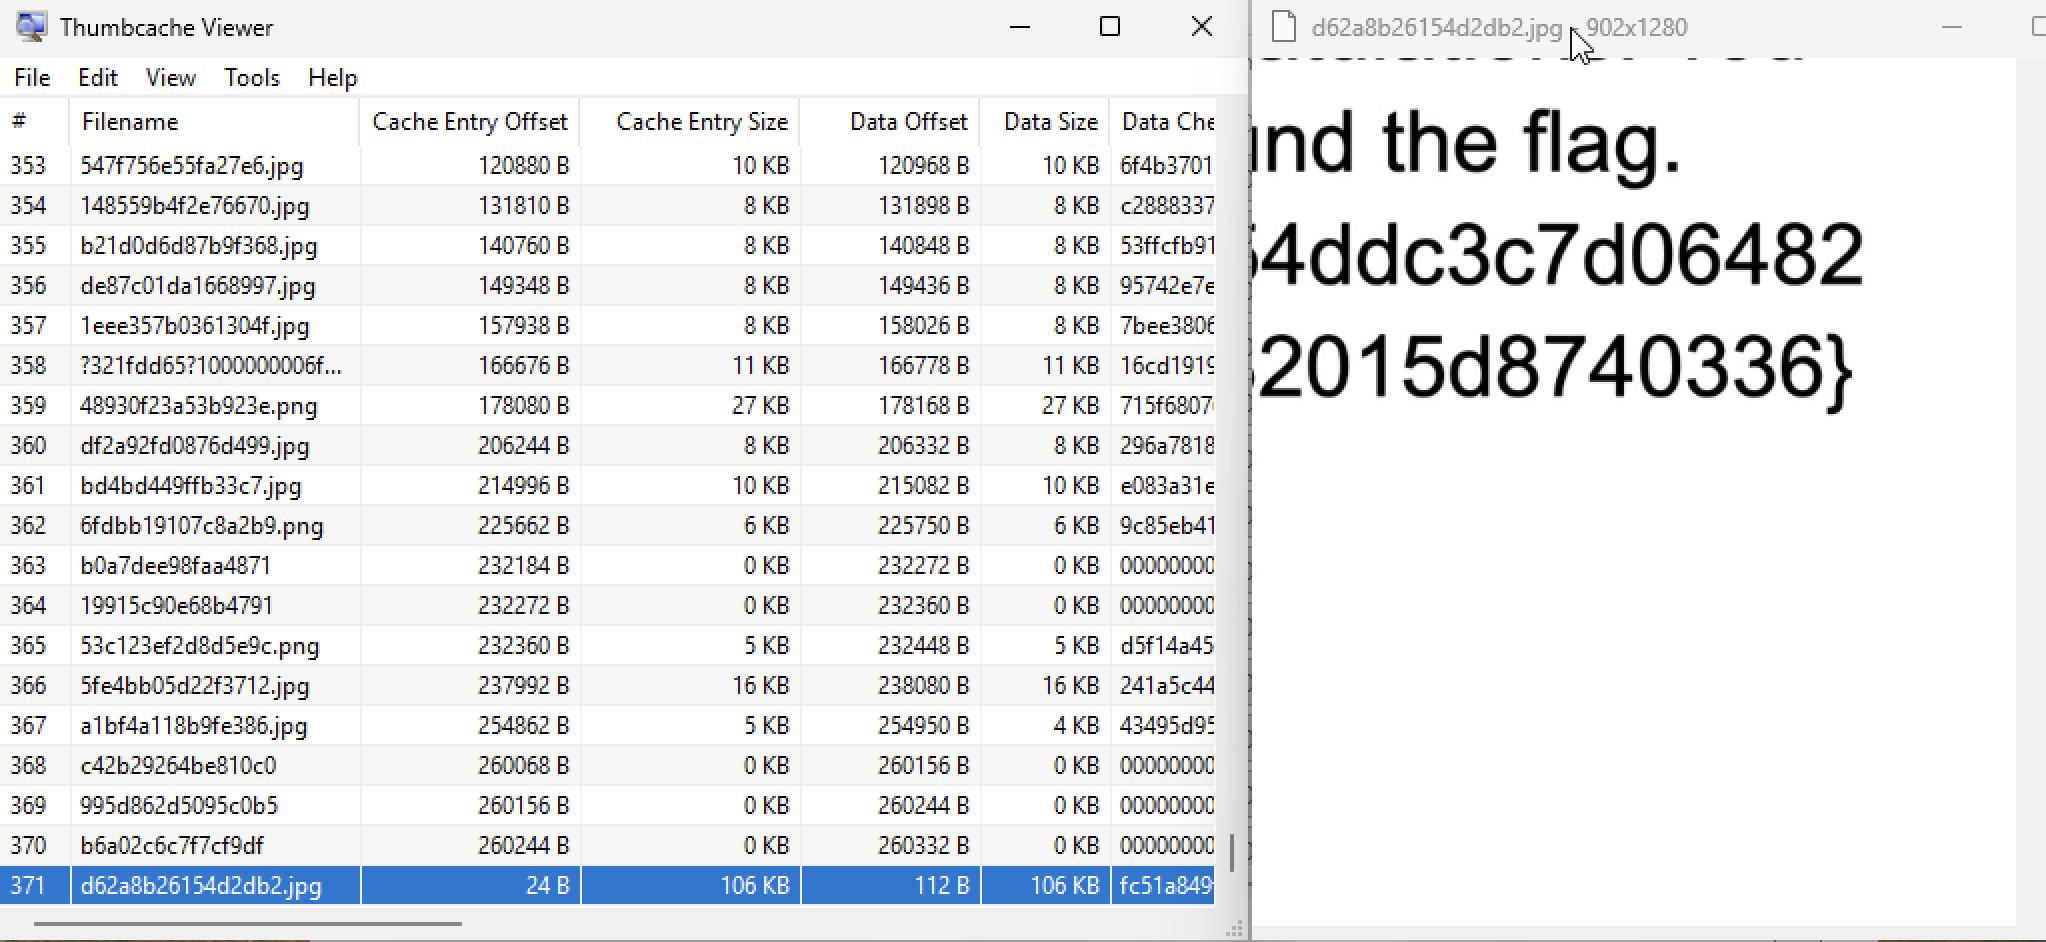 Thumbcache Viewer
File Edit View Tools Help
# Filename Cache Entry Offset Cache Entry Size Data Offset Data Size Data Che
353 547f756e55fa27e6.jpg 120880 B 10 KB 120968 B 10 KB 6f4b3701
354 148559b4f2e76670.jpg 131810 B 8 KB 131898 B 8 KB c2888337
355 b21d0d6d87b9f368.jpg 140760 B 8 KB 140848 B 8 KB 53ffcfb91
356 de87c01da1668997.jpg 149348 B 8 KB 149436 B 8 KB 95742e7e
357 1eee357b0361304f.jpg 157938 B 8 KB 158026 B 8 KB 7bee3806
358 ?321fdd65?1000000006f... 166676 B 11 KB 166778 B 11 KB 16cd1919
359 48930f23a53b923e.png 178080 B 27 KB 178168 B 27 KB 715f6807
360 df2a92fd0876d499.jpg 206244 B 8 KB 206332 B 8 KB 296a7818
361 bd4bd449ffb33c7.jpg 214996 B 10 KB 215082 B 10 KB e083a31e
362 6fdbb19107c8a2b9.png 225662 B 6 KB 225750 B 6 KB 9c85eb41
363 b0a7dee98faa4871 232184 B 0 KB 232272 B 0 KB 00000000
364 19915c90e68b4791 232272 B 0 KB 232360 B 0 KB 00000000
365 53c123ef2d8d5e9c.png 232360 B 5 KB 232448 B 5 KB d5f14a45
366 5fe4bb05d22f3712.jpg 237992 B 16 KB 238080 B 16 KB 241a5c44
367 a1bf4a118b9fe386.jpg 254862 B 5 KB 254950 B 4 KB 43495d95
368 c42b29264be810c0 260068 B 0 KB 260156 B 0 KB 00000000
369 995d862d5095c0b5 260156 B 0 KB 260244 B 0 KB 00000000
370 b6a02c6c7f7cf9df 260244 B 0 KB 260332 B 0 KB 00000000
371 d62a8b26154d2db2.jpg 24 B 106 KB 112 B 106 KB fc51a849
d62a8b26154d2db2.jpg - 902x1280
nd the flag.
4ddc3c7d06482
2015d8740336}